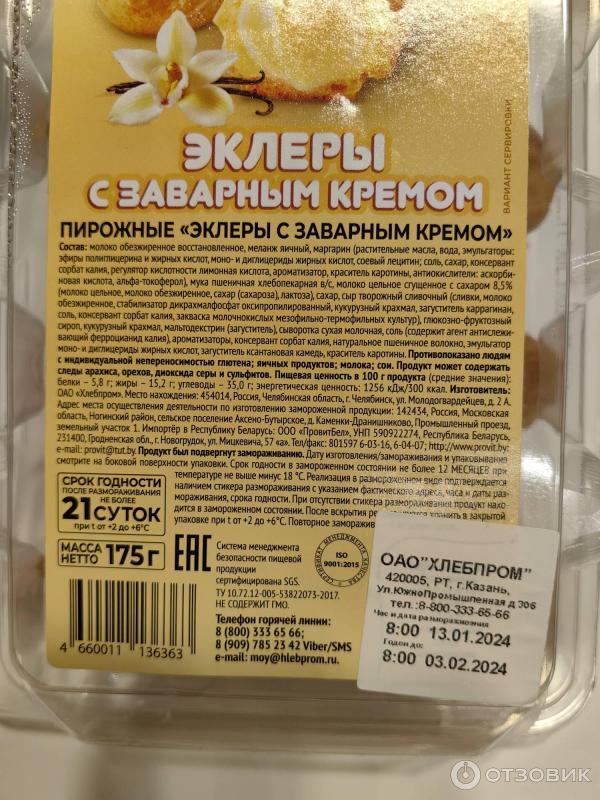 ЭКЛЕРЫ
С ЗАВАРНЫМ КРЕМОМ
ВАРИАНТ СЕРВИРОВКИ
ПИРОЖНЫЕ «ЭКЛЕРЫ С ЗАВАРНЫМ КРЕМОМ»
Состав: молоко обезжиренное восстановленное, меланж яичный, маргарин (растительные масла, вода, эмульгаторы:
эфиры полиглицерина и жирных кислот, моно- и диглицериды жирных кислот, соевый лецитин; соль, сахар, консервант
сорбат калия, регулятор кислотности лимонная кислота, ароматизатор, краситель каротины, антиокислители: аскорби-
новая кислота, альфа-токоферол), мука пшеничная хлебопекарная в/с, молоко цельное сгущенное с сахаром 8,5%
(молоко цельное, молоко обезжиренное, сахар (сахароза), лактоза), сахар, сыр творожный сливочный (сливки, молоко
обезжиренное, стабилизатор дикрахмалфосфат оксипропилированный, кукурузный крахмал, загуститель каррагинан,
соль, консервант сорбат калия, закваска молочнокислых мезофильно-термофильных культур), глюкозно-фруктозный
сироп, кукурузный крахмал, мальтодекстрин (загуститель), сыворотка сухая молочная, соль (содержит агент антислежи-
вающий ферроцианид калия), ароматизаторы, консервант сорбат калия, натуральное пшеничное волокно, эмульгатор
моно- и диглицериды жирных кислот, загуститель ксантановая камедь, краситель каротины. Противопоказано людям
с индивидуальной непереносимостью глютена; яичных продуктов; молока; сои. Продукт может содержать
следы арахиса, орехов, диоксида серы и сульфитов. Пищевая ценность в 100 г продукта (средние значения):
белки – 5,8 г; жиры – 15,2 г; углеводы – 35,0 г; энергетическая ценность: 1256 кДж/300 ккал. Изготовитель:
ОАО «Хлебпром». Место нахождения: 454014, Россия, Челябинская область, г. Челябинск, ул. Молодогвардейцев, д. 2 А.
Адрес места осуществления деятельности по изготовлению замороженной продукции: 142434, Россия, Московская
область, Ногинский район, сельское поселение Аксено-Бутырское, д. Каменки-Дранишниково, Промышленный проезд,
земельный участок 1. Импортёр в Республику Беларусь: ООО «ПровитБел», УНП 590922274, Республика Беларусь,
231400, Гродненская обл., г. Новогрудок, ул. Мицкевича, 57 «а». Тел/факс: 801597 6-03-16, 6-04-07; http://www.provit.by;
e-mail: provit@tut.by. Продукт был подвергнут замораживанию. Дату изготовления/замораживания и упаковывания
смотрите на боковой поверхности упаковки. Срок годности в замороженном состоянии не более 12 МЕСЯЦЕВ при
температуре не выше минус 18 °С. Реализация в размороженном виде подтверждается
наличием стикера размораживания с указанием фактического адреса, часа и даты раз-
мораживания, срока годности. При отсутствии стикера размораживания продукт нахо-
дится в замороженном состоянии. После вскрытия
хранить в закрытой
упаковке при t от +2 до +6°С. Повторное заморажив
СРОК ГОДНОСТИ
ПОСЛЕ РАЗМОРАЖИВАНИЯ
НЕ БОЛЕЕ
21 СУТОК
при t от +2 до +6°С
МАССА
НЕТТО
175 г
EAC
Система менеджмента
безопасности пищевой
продукции
сертифицирована SGS.
ТУ 10.72.12-005-53822073-2017.
НЕ СОДЕРЖИТ ГМО.
СЕРТИФИКАТ МЕНЕДЖМЕНТА КАЧЕСТВА
ISO
9001:2015
Телефон горячей линии:
8 (800) 333 65 66;
8 (909) 785 23 42 Viber/SMS
e-mail: moy@hlebprom.ru.
4 660011 136363
ОАО"ХЛЕБПРОМ"
420005, РТ, г.Казань,
Ул.ЮжноПромышленная д 3об
тел.:8-800-333-65-66
Час и дата разморажнония
8:00 13.01.2024
Годен до:
8:00 03.02.2024
ОТЗОВИК